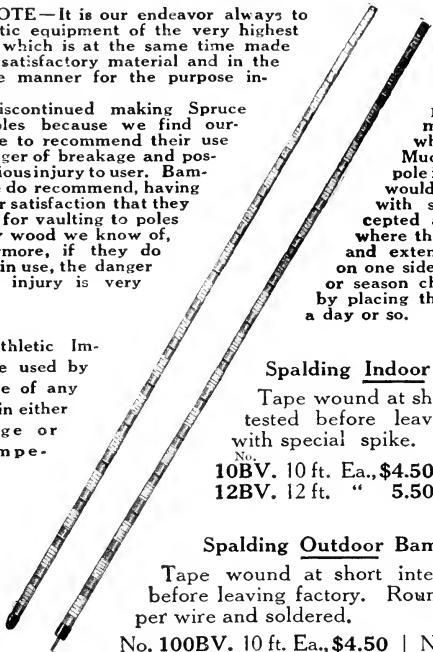 OTE—It is our endeavor always to
tic equipment of the very highest
which is at the same time made
satisfactory material and in the
e manner for the purpose in-
iscontinued making Spruce
les because we find our-
e to recommend their use
ger of breakage and pos-
ious injury to user. Bam-
e do recommend, having
r satisfaction that they
for vaulting to poles
wood we know of,
rmore, if they do
in use, the danger
injury is very
thletic Im-
e used by
e of any
in either
ge or
mpe-
m
wh
Muc
pole i
would
with s
cepted a
where th
and exten
on one side
or season ch
by placing th
a day or so.
Spalding Indoor
Tape wound at sh
tested before leav
with special spike.
No.
10BV. 10 ft. Ea., $4.50
12BV. 12 ft. “ 5.50
Spalding Outdoor Bam
Tape wound at short inte
before leaving factory. Roun
per wire and soldered.
No. 100BV. 10 ft. Ea., $4.50 | N